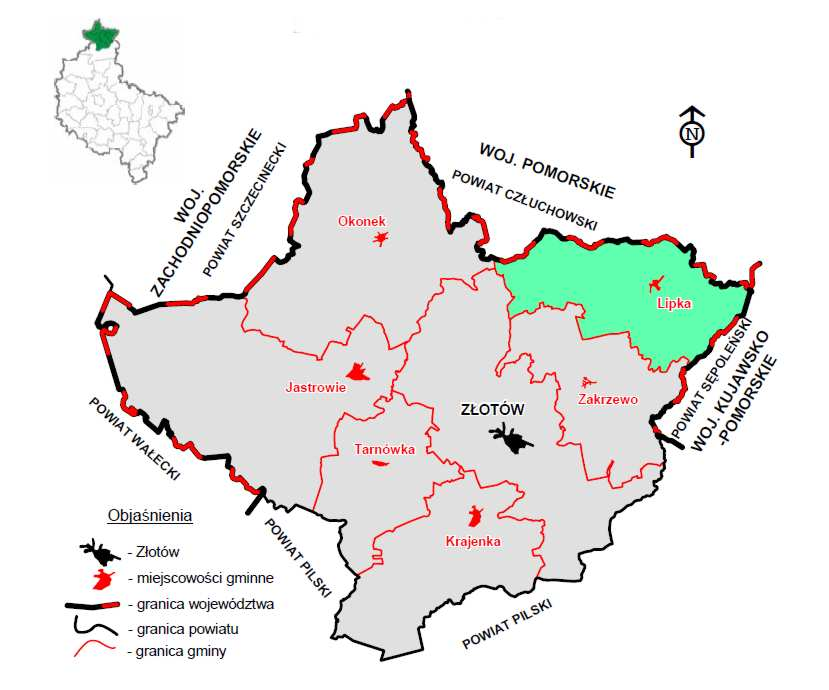 WOJ.
ZACHODNIOPOMORSKIE
POWIAT SZCZECINECKI
WOJ. POMORSKIE
POWIAT CZŁUCHOWSKI
N
Okonek
Lipka
Jastrowie
Zakrzewo
ZŁOTÓW
Tarnówka
Krajenka
POWIAT SĘPOLEŃSKI
WOJ. KUJAWSKO
-POMORSKIE
POWIAT WAŁECKI
POWIAT PILSKI
POWIAT PILSKI
Objaśnienia
- Złotów
- miejscowości gminne
- granica województwa
- granica powiatu
- granica gminy